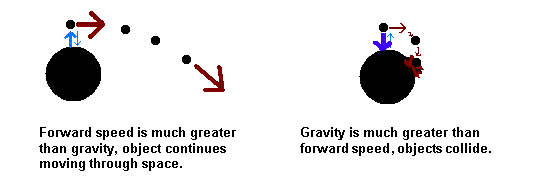 Forward speed is much greater
than gravity, object continues
moving through space.
Gravity is much greater than
forward speed, objects collide.